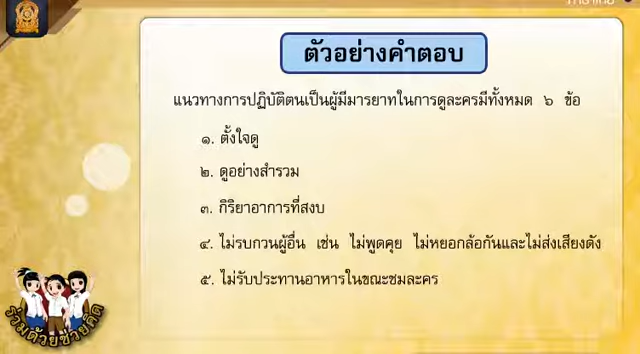 ตัวอย่างคำตอบ
แนวทางการปฏิบัติตนเป็นผู้มีมารยาทในการดูละครมีทั้งหมด ๖ ข้อ
๑. ตั้งใจดู
๒. ดูอย่างสำรวม
๓. กิริยาอาการที่สงบ
๔. ไม่รบกวนผู้อื่น เช่น ไม่พูดคุย ไม่หยอกล้อกันและไม่ส่งเสียงดัง
๕. ไม่รับประทานอาหารในขณะชมละคร
ร่วมด้วยช่วยคิด